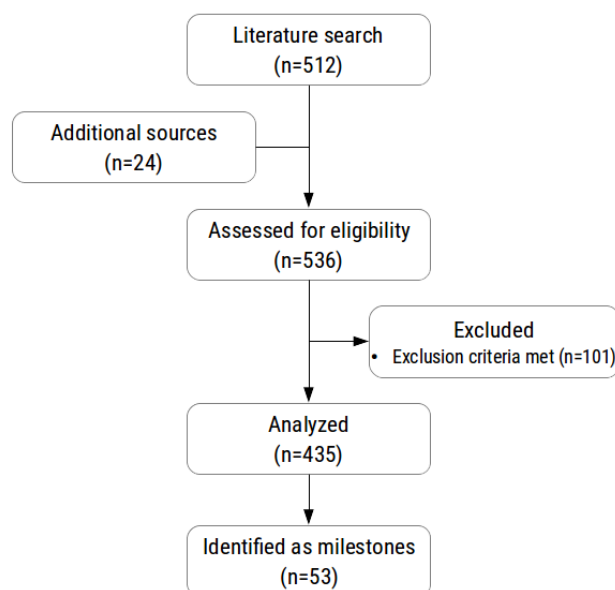 Literature search
(n=512)
Additional sources
(n=24)
Assessed for eligibility
(n=536)
Excluded
• Exclusion criteria met (n=101)
Analyzed
(n=435)
Identified as milestones
(n=53)